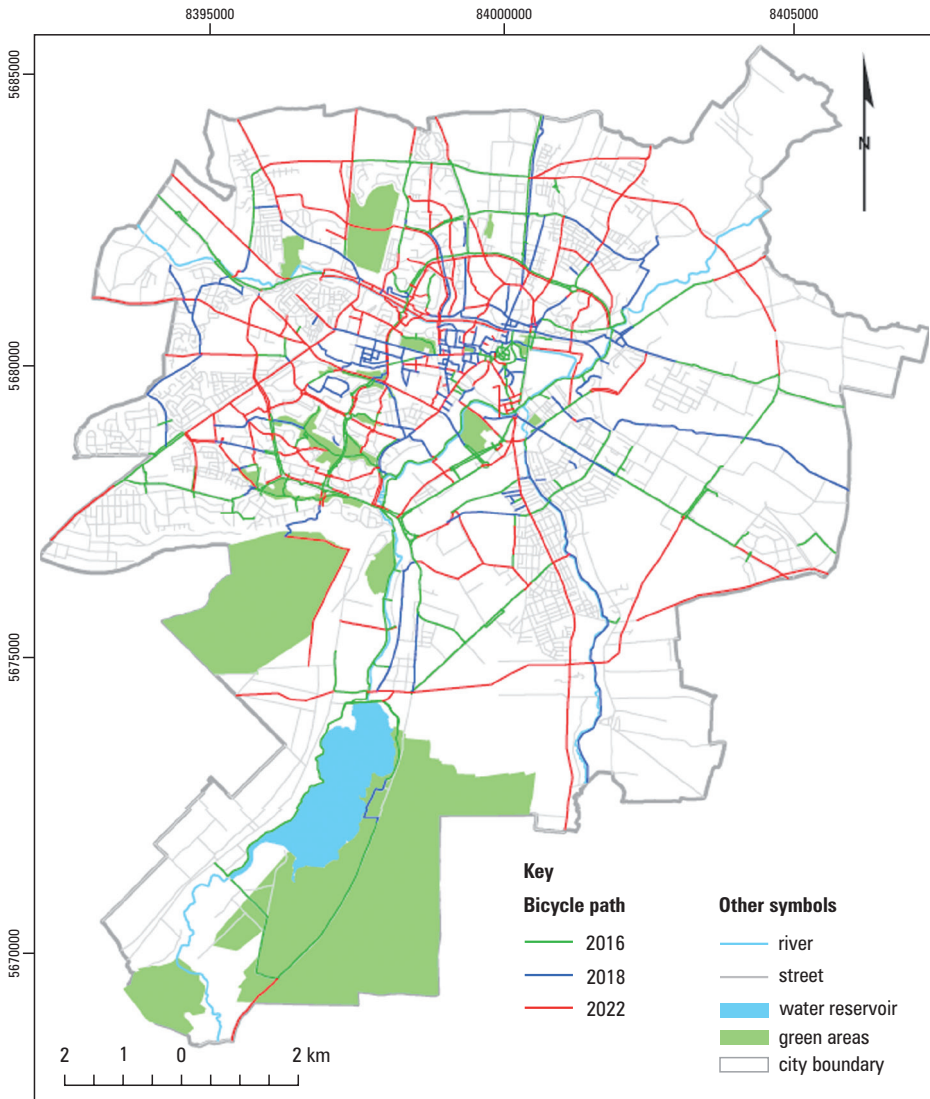 8395000 84000000 8405000
5685000
5680000
5675000
5670000
N
Key
Bicycle path
2016
2018
2022
Other symbols
river
street
water reservoir
green areas
city boundary
2 1 0 2 km